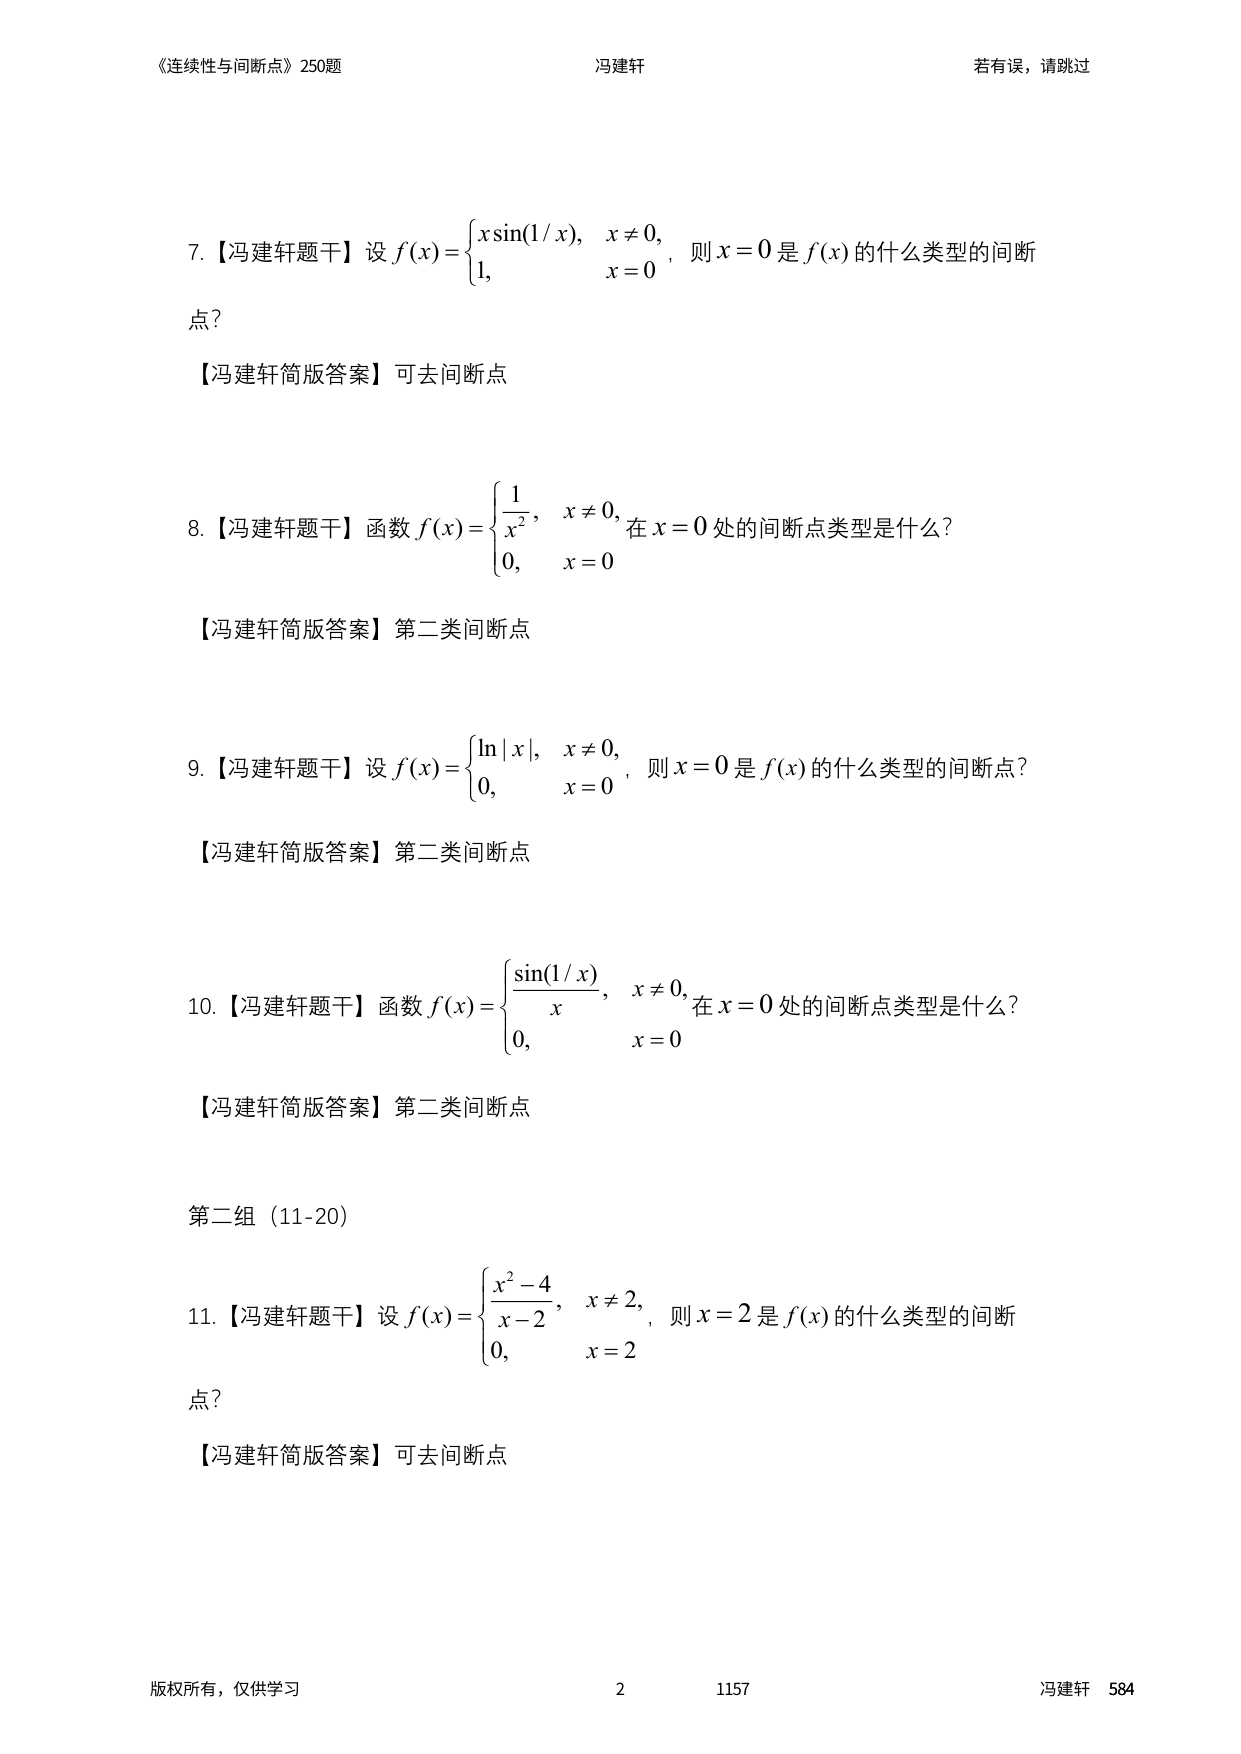 《连续性与间断点》250题 冯建轩 若有误，请跳过
7.【冯建轩题干】设 f(x) = { x sin(1/x), x ≠ 0, 1, x = 0 ，则 x = 0 是 f(x) 的什么类型的间断
点？
【冯建轩简版答案】可去间断点
8.【冯建轩题干】函数 f(x) = { 1/x², x ≠ 0, 0, x = 0 在 x = 0 处的间断点类型是什么？
【冯建轩简版答案】第二类间断点
9.【冯建轩题干】设 f(x) = { ln|x|, x ≠ 0, 0, x = 0 ，则 x = 0 是 f(x) 的什么类型的间断点？
【冯建轩简版答案】第二类间断点
10.【冯建轩题干】函数 f(x) = { sin(1/x)/x, x ≠ 0, 0, x = 0 在 x = 0 处的间断点类型是什么？
【冯建轩简版答案】第二类间断点
第二组（11-20）
11.【冯建轩题干】设 f(x) = { (x² − 4)/(x − 2), x ≠ 2, 0, x = 2 ，则 x = 2 是 f(x) 的什么类型的间断
点？
【冯建轩简版答案】可去间断点
版权所有，仅供学习 2 1157 冯建轩 584